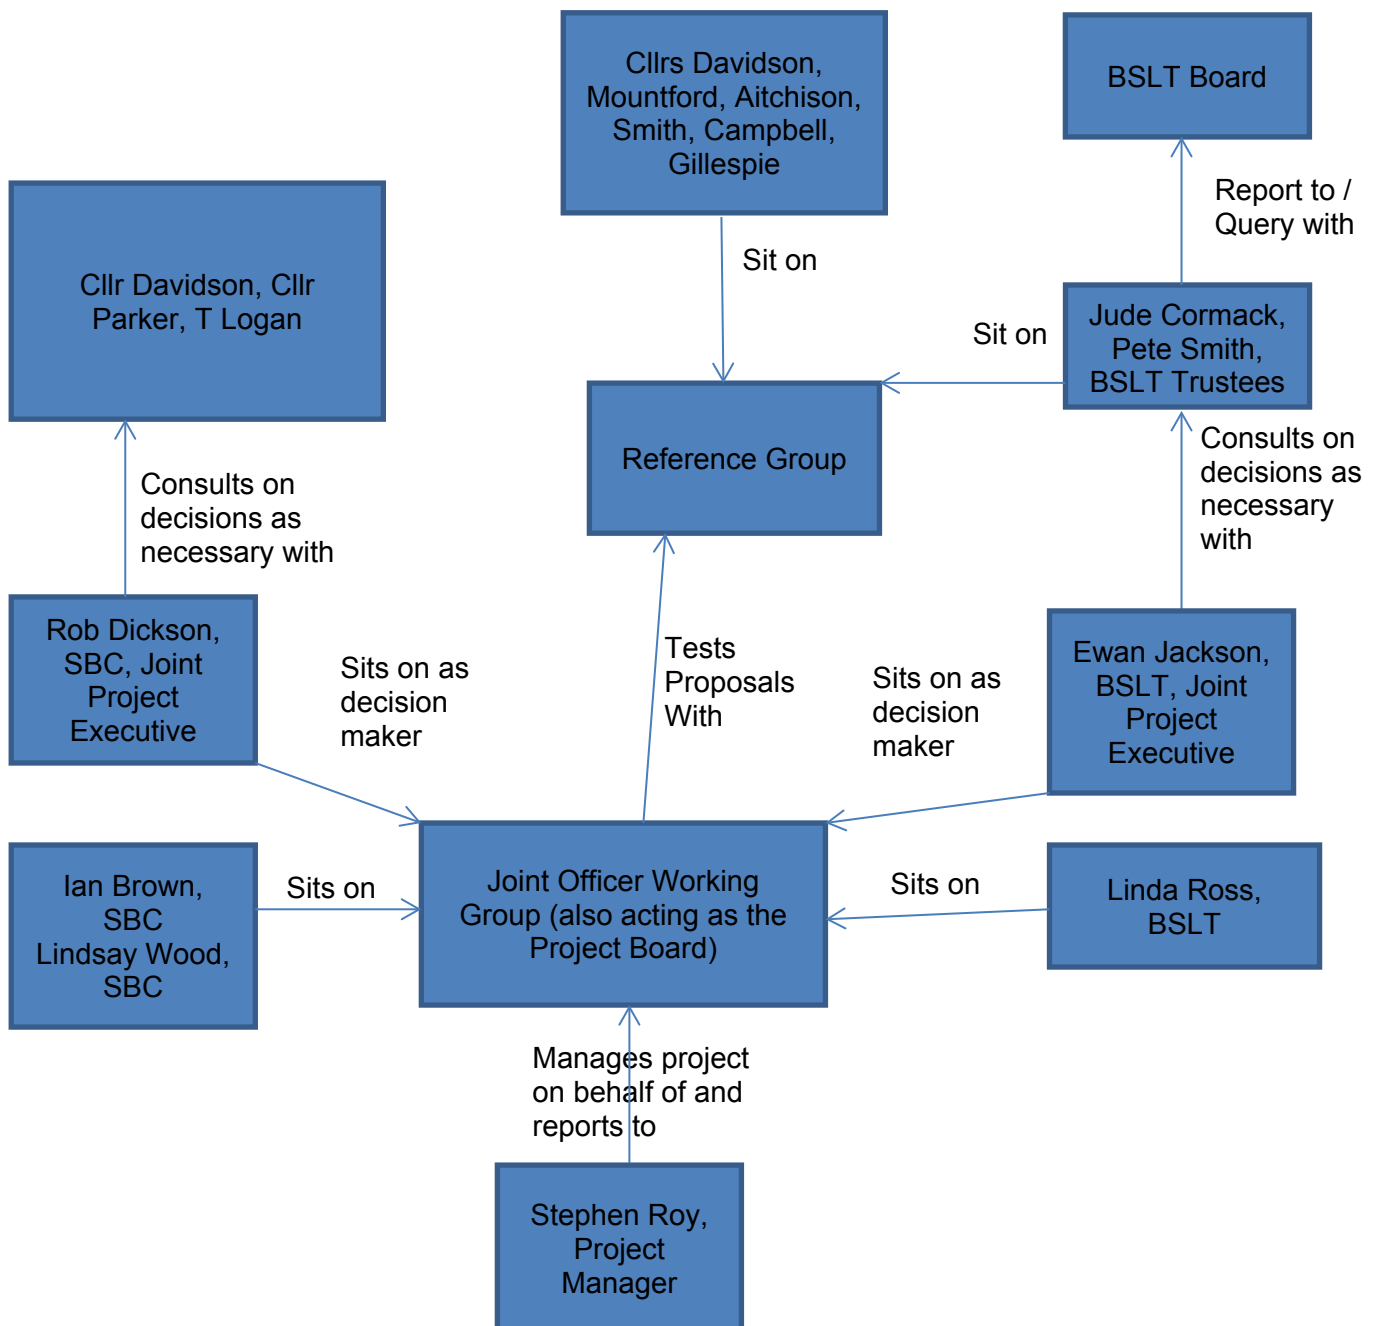 Cllrs Davidson,
Mountford, Aitchison,
Smith, Campbell,
Gillespie
BSLT Board
Report to /
Query with
Cllr Davidson, Cllr
Parker, T Logan
Sit on
Jude Cormack,
Pete Smith,
BSLT Trustees
Sit on
Reference Group
Consults on
decisions as
necessary with
Consults on
decisions as
necessary
with
Rob Dickson,
SBC, Joint
Project
Executive
Sits on as
decision
maker
Tests
Proposals
With
Sits on as
decision
maker
Ewan Jackson,
BSLT, Joint
Project
Executive
Ian Brown,
SBC
Lindsay Wood,
SBC
Sits on
Joint Officer Working
Group (also acting as the
Project Board)
Sits on
Linda Ross,
BSLT
Manages project
on behalf of and
reports to
Stephen Roy,
Project
Manager